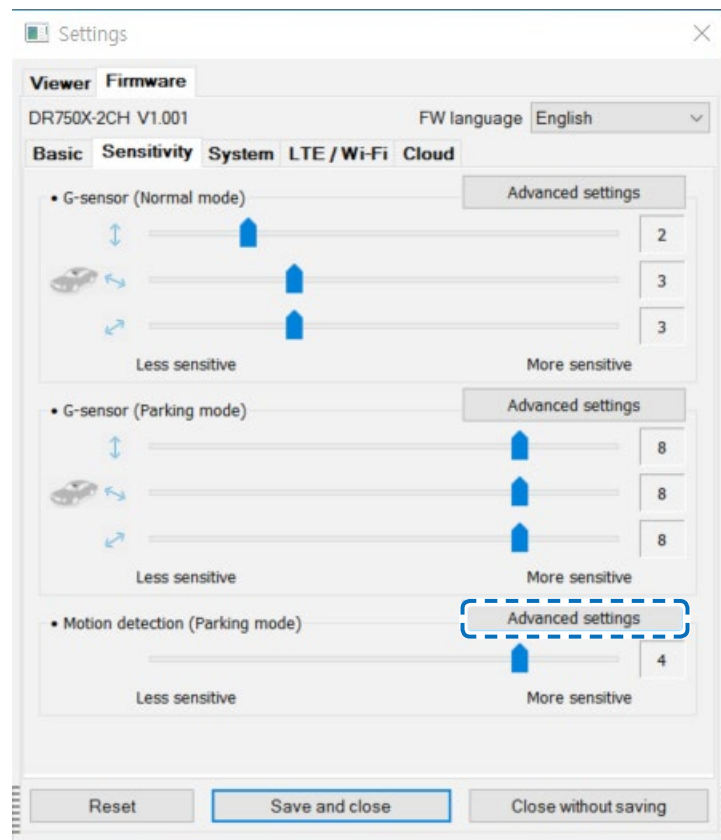 Settings
Viewer Firmware
DR750X-2CH V1.001 FW language English
Basic Sensitivity System LTE / Wi-Fi Cloud
• G-sensor (Normal mode) Advanced settings
2
3
3
Less sensitive More sensitive
• G-sensor (Parking mode) Advanced settings
8
8
8
Less sensitive More sensitive
• Motion detection (Parking mode) Advanced settings
4
Less sensitive More sensitive
Reset Save and close Close without saving